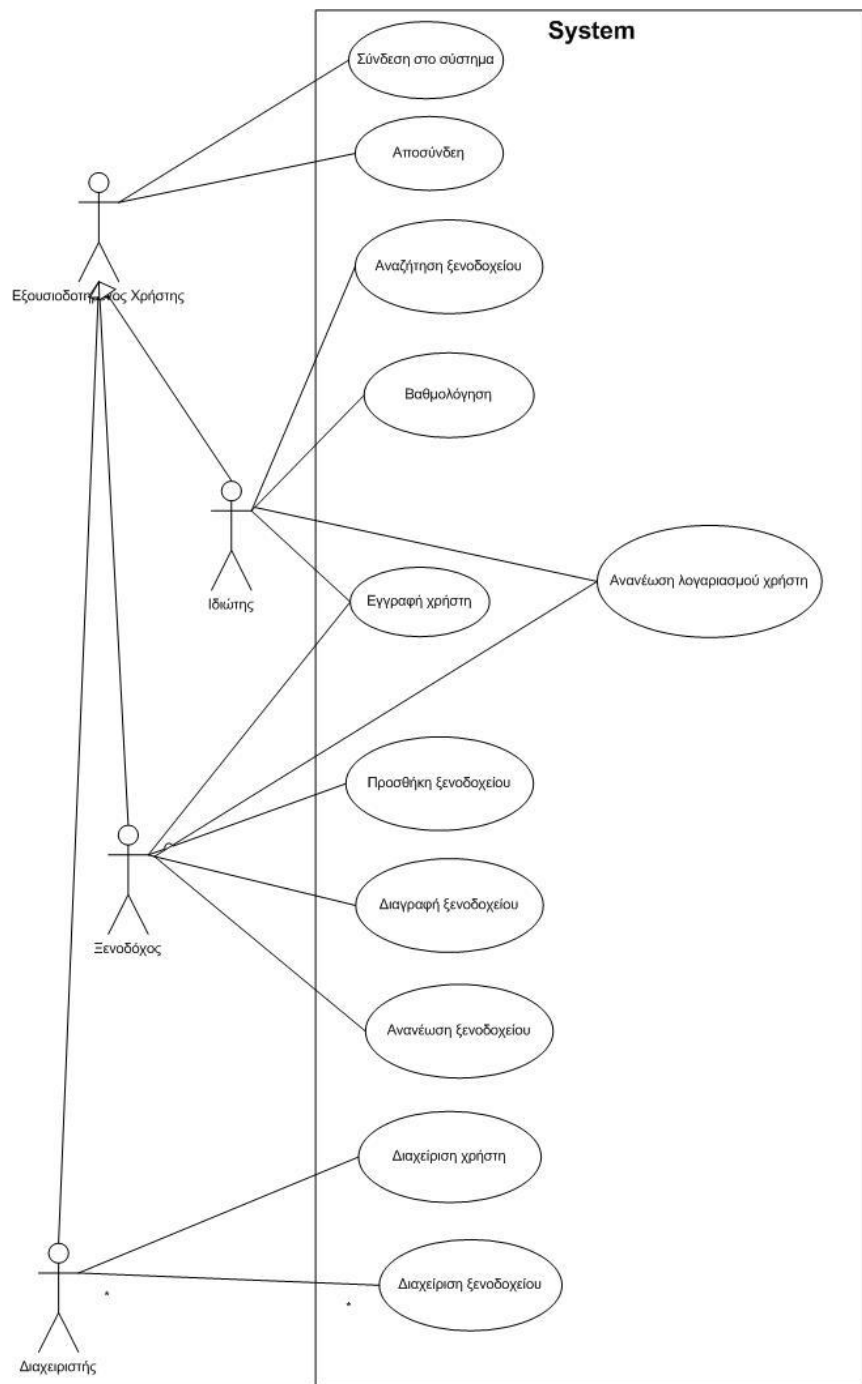 System
Σύνδεση στο σύστημα
Αποσύνδεη
Αναζήτηση ξενοδοχείου
Χρήστης
Βαθμολόγηση
Ιδιώτης
Εγγραφή χρήστη
Ανανέωση λογαριασμού χρήστη
Προσθήκη ξενοδοχείου
Διαγραφή ξενοδοχείου
Ξενοδόχος
Ανανέωση ξενοδοχείου
Διαχείριση χρήστη
Διαχείριση ξενοδοχείου
*
*
Διαχειριστής